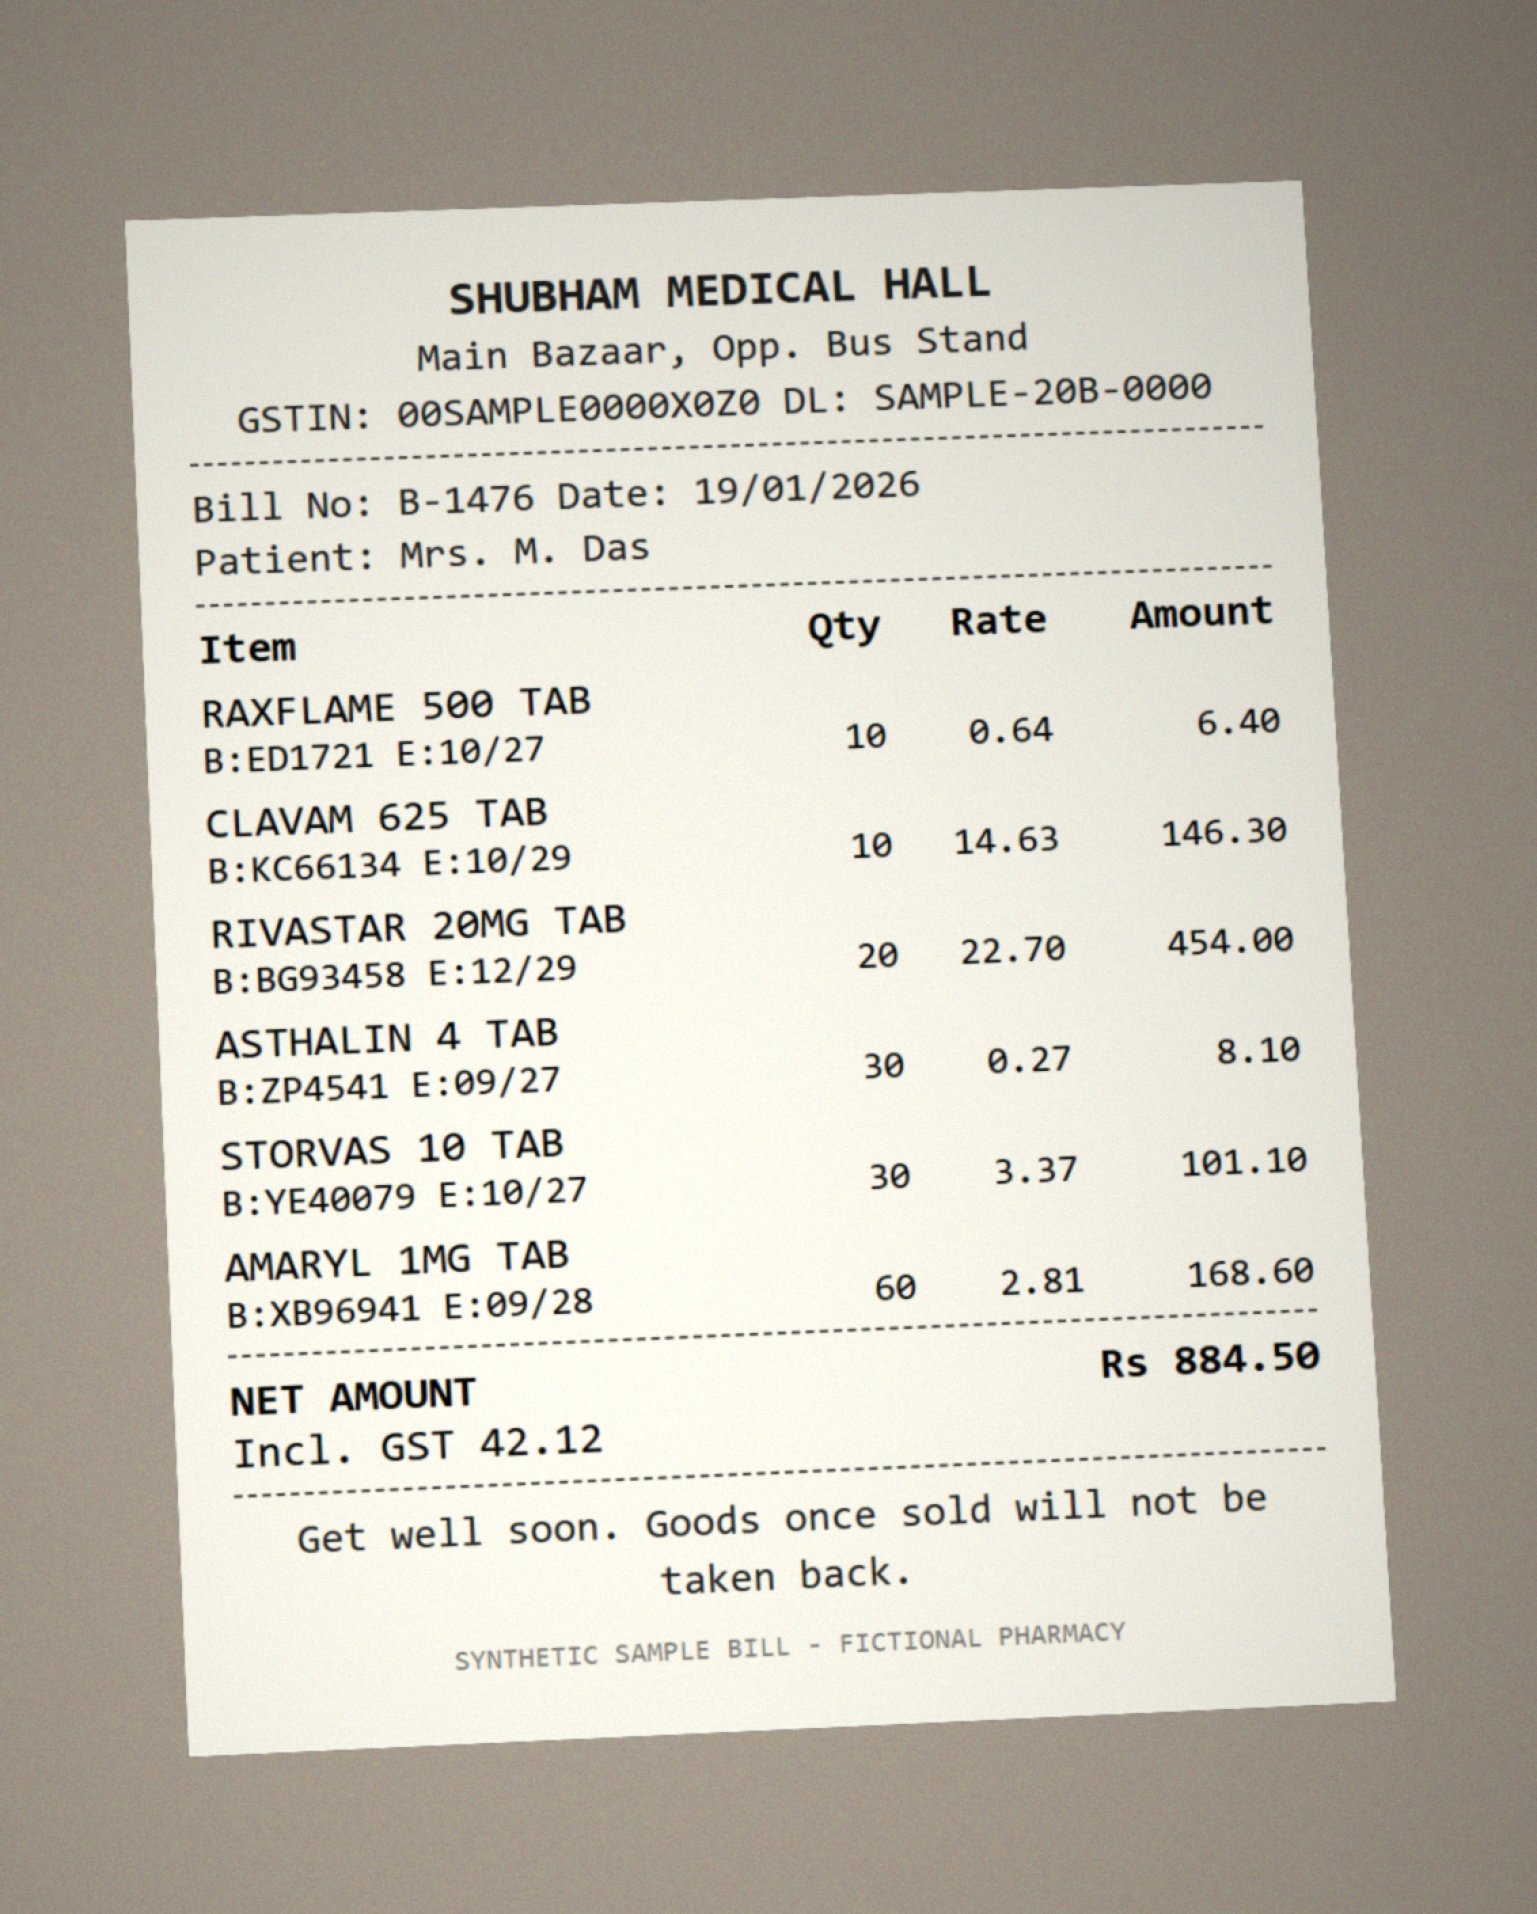 SHUBHAM MEDICAL HALL
Main Bazaar, Opp. Bus Stand
GSTIN: 00SAMPLE0000X0Z0 DL: SAMPLE-20B-0000
Bill No: B-1476 Date: 19/01/2026
Patient: Mrs. M. Das
Item Qty Rate Amount
RAXFLAME 500 TAB
B:ED1721 E:10/27 10 0.64 6.40
CLAVAM 625 TAB
B:KC66134 E:10/29 10 14.63 146.30
RIVASTAR 20MG TAB
B:BG93458 E:12/29 20 22.70 454.00
ASTHALIN 4 TAB
B:ZP4541 E:09/27 30 0.27 8.10
STORVAS 10 TAB
B:YE40079 E:10/27 30 3.37 101.10
AMARYL 1MG TAB
B:XB96941 E:09/28 60 2.81 168.60
NET AMOUNT Rs 884.50
Incl. GST 42.12
Get well soon. Goods once sold will not be
taken back.
SYNTHETIC SAMPLE BILL - FICTIONAL PHARMACY